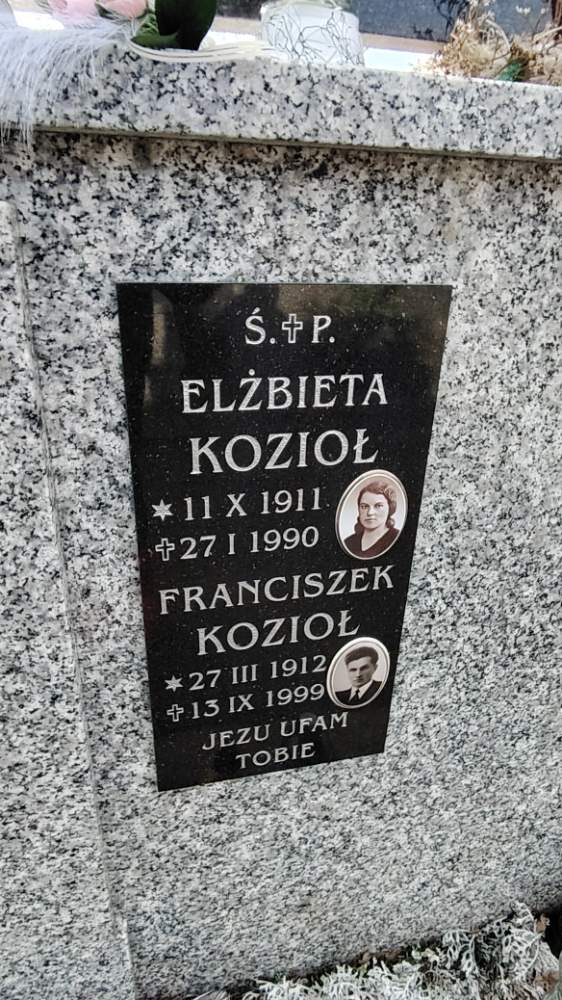 Ś.✝P.
ELŻBIETA
KOZIOŁ
✶ 11 X 1911
✝ 27 I 1990
FRANCISZEK
KOZIOŁ
✶ 27 III 1912
✝ 13 IX 1999
JEZU UFAM
TOBIE